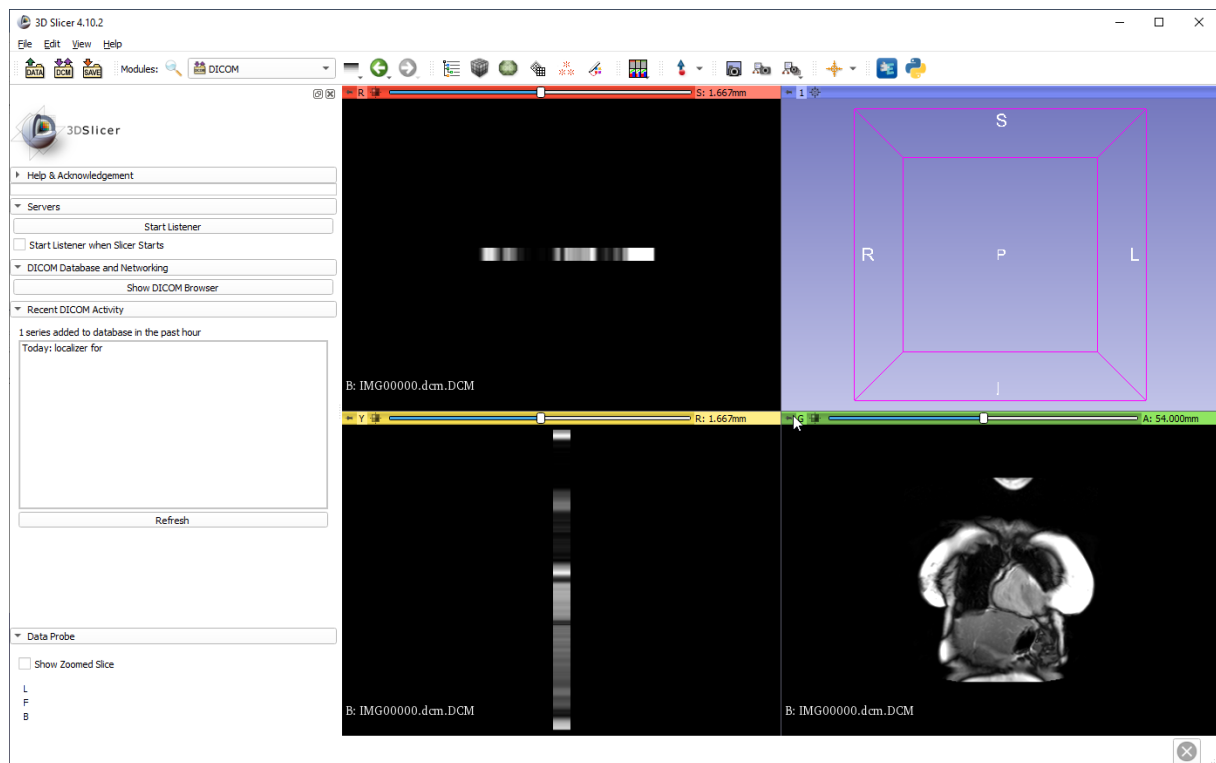 3D Slicer 4.10.2
File Edit View Help
DATA DCM SAVE Modules: DICOM
R S: 1.667mm
1
3DSlicer
S
R P L
I
B: IMG00000.dcm.DCM
Help & Acknowledgement
Servers
Start Listener
Start Listener when Slicer Starts
DICOM Database and Networking
Show DICOM Browser
Recent DICOM Activity
1 series added to database in the past hour
Today: localizer for
Refresh
Y R: 1.667mm
G A: 54.000mm
B: IMG00000.dcm.DCM
B: IMG00000.dcm.DCM
Data Probe
Show Zoomed Slice
L
F
B